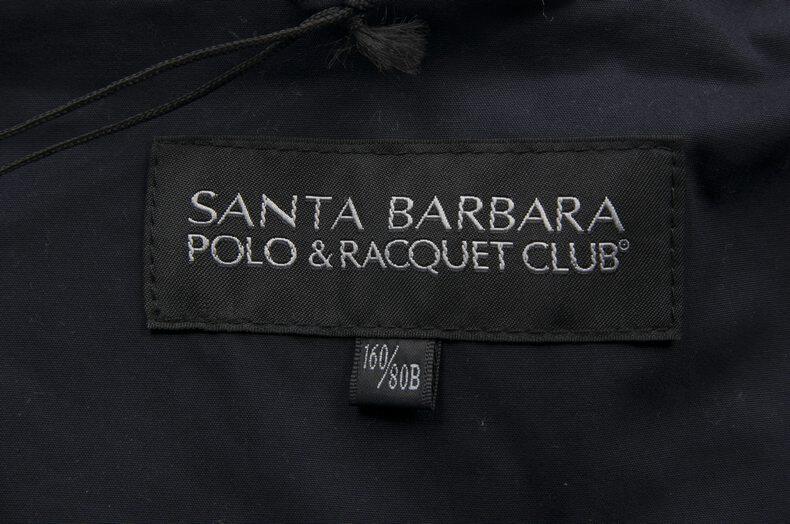 SANTA BARBARA
POLO & RACQUET CLUB©
160/80B